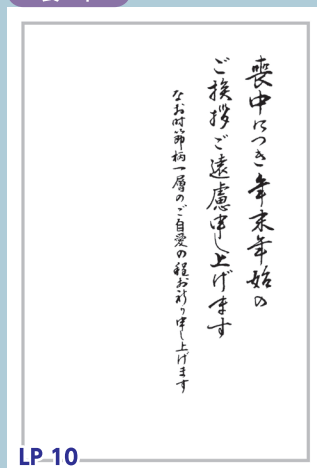 喪中につき年末年始の
ご挨拶ご遠慮申し上げます
なお時節柄一層のご自愛の程お祈り申し上げます
LP 10